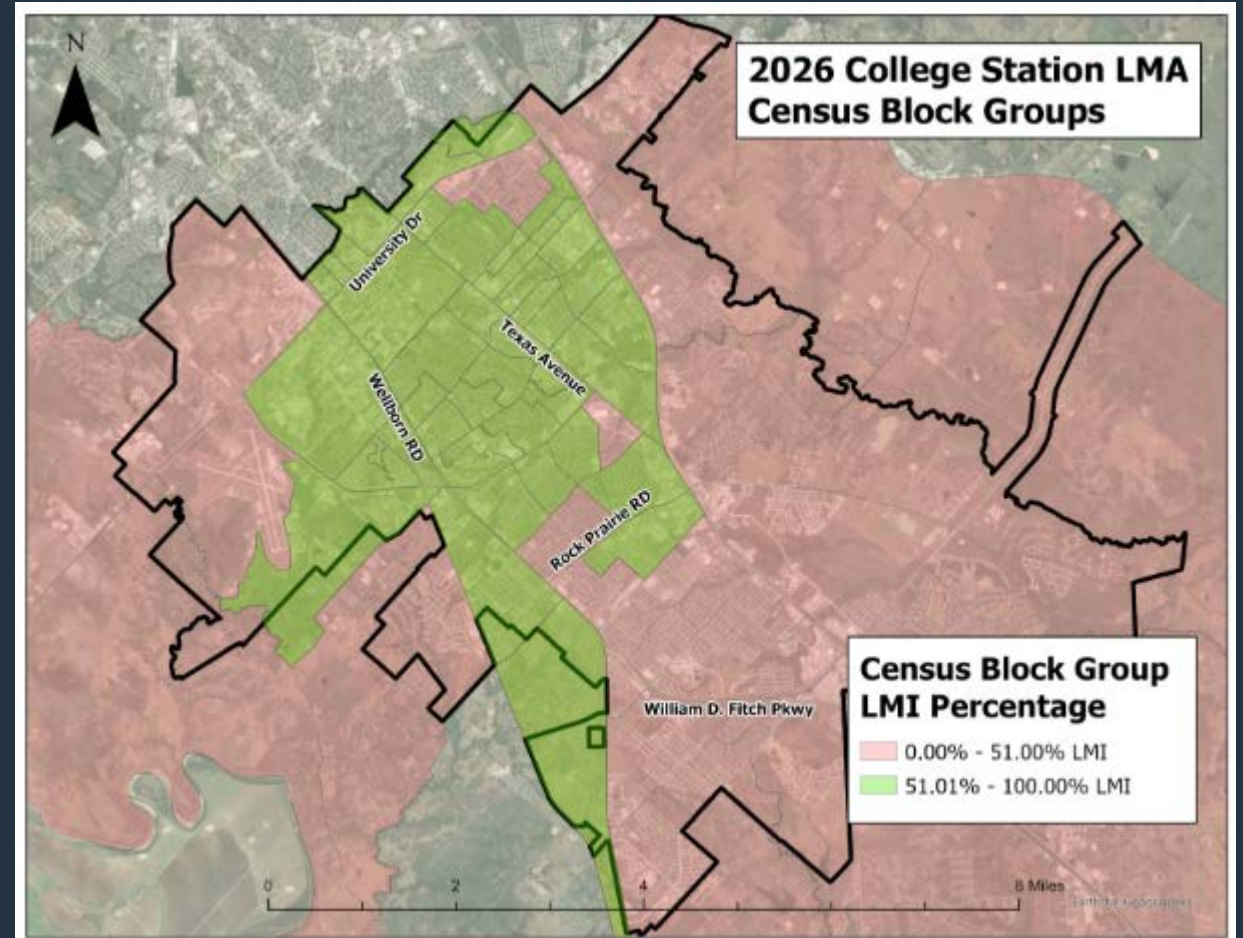 N
2026 College Station LMA
Census Block Groups
University Dr
Texas Avenue
Wellborn RD
Rock Prairie RD
William D. Fitch Pkwy
Census Block Group
LMI Percentage
0.00% - 51.00% LMI
51.01% - 100.00% LMI
0 2 4 8 Miles
Earthstar Geographics